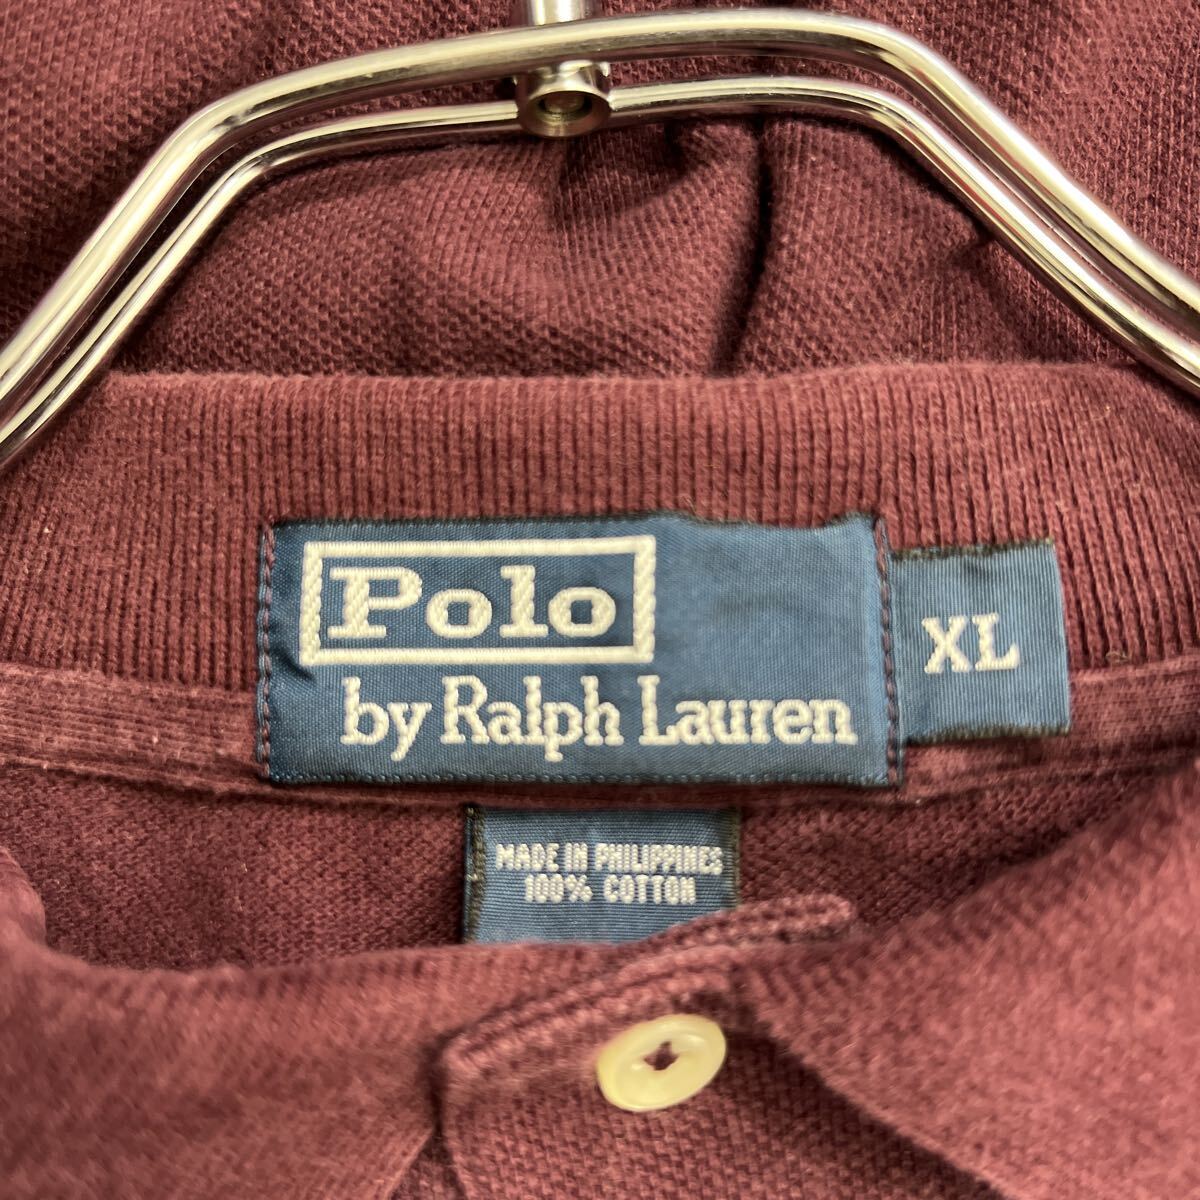 Polo
by Ralph Lauren
XL
MADE IN PHILIPPINES
100% COTTON